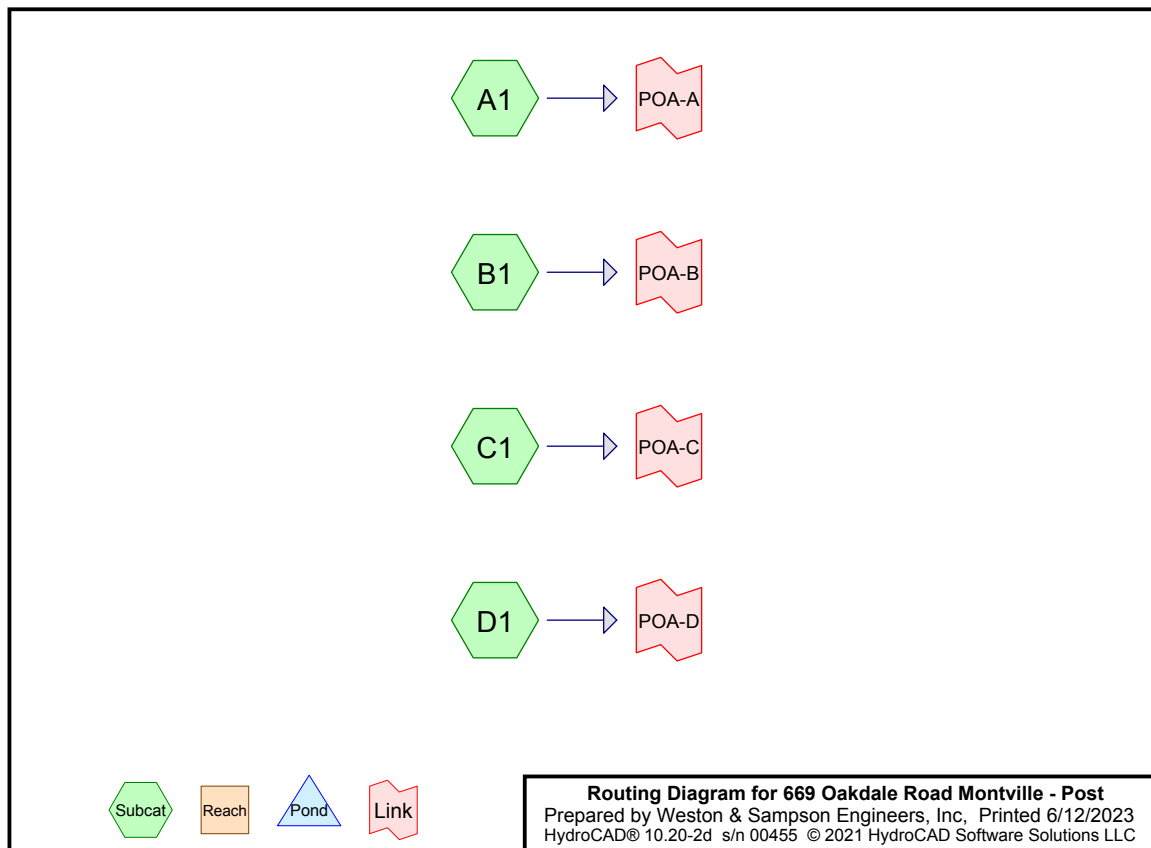 A1
POA-A
B1
POA-B
C1
POA-C
D1
POA-D
Subcat
Reach
Pond
Link
Routing Diagram for 669 Oakdale Road Montville - Post
Prepared by Weston & Sampson Engineers, Inc, Printed 6/12/2023
HydroCAD® 10.20-2d s/n 00455 © 2021 HydroCAD Software Solutions LLC